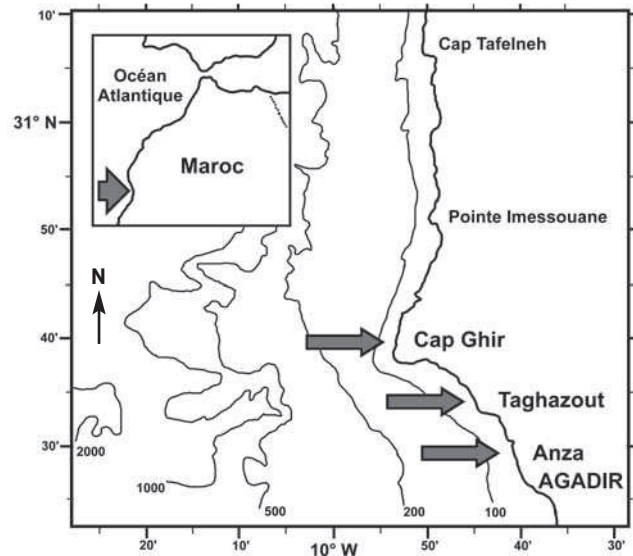 10'
Cap Tafelneh
Océan
Atlantique
31° N
Maroc
Pointe Imessouane
50'
N
40'
Cap Ghir
Taghazout
30'
2000
Anza
AGADIR
1000
500
200
100
20'
10'
10° W
50'
40'
30'